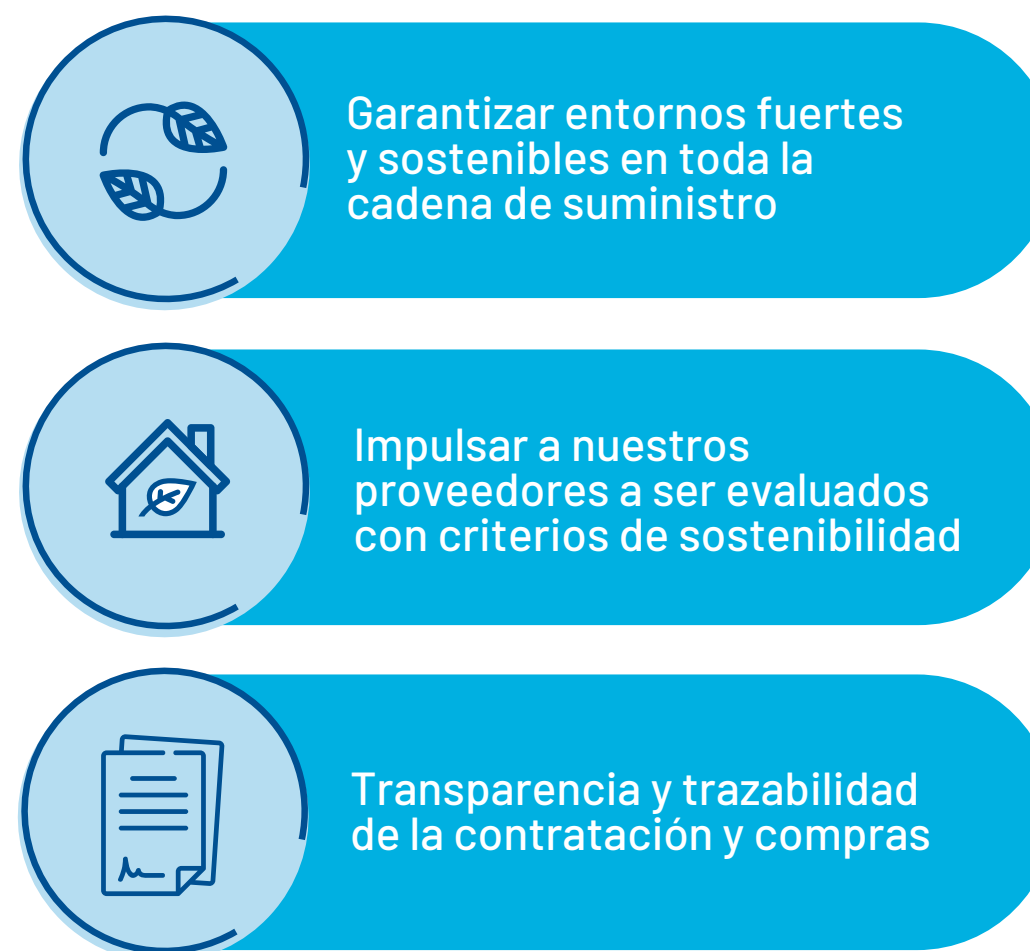 Garantizar entornos fuertes
y sostenibles en toda la
cadena de suministro
Impulsar a nuestros
proveedores a ser evaluados
con criterios de sostenibilidad
Transparencia y trazabilidad
de la contratación y compras